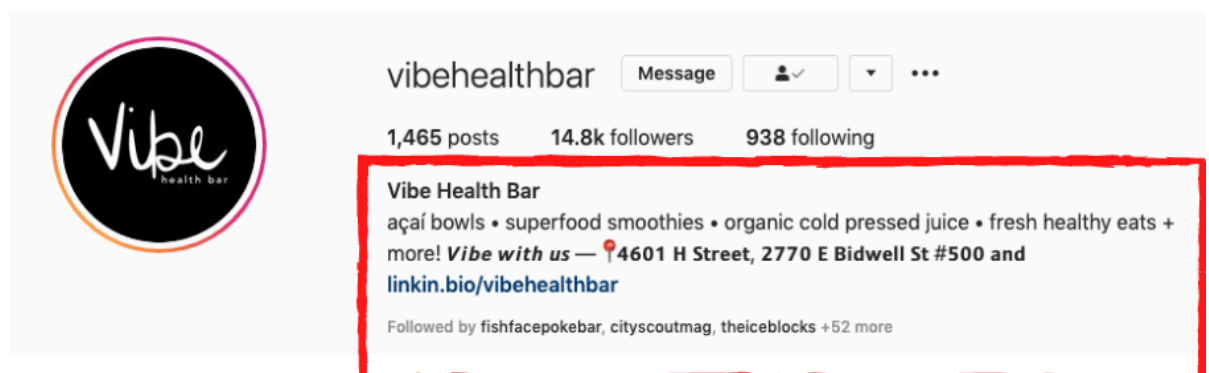 Vibe
health bar
vibehealthbar Message
1,465 posts 14.8k followers 938 following
Vibe Health Bar
açaí bowls • superfood smoothies • organic cold pressed juice • fresh healthy eats +
more! Vibe with us — 📍4601 H Street, 2770 E Bidwell St #500 and
linkin.bio/vibehealthbar
Followed by fishfacepokebar, cityscoutmag, theiceblocks +52 more